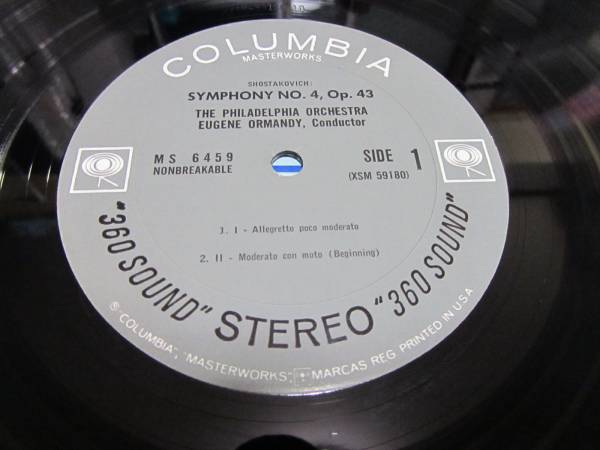 COLUMBIA
MASTERWORKS
SHOSTAKOVICH:
SYMPHONY NO. 4, Op. 43
THE PHILADELPHIA ORCHESTRA
EUGENE ORMANDY, Conductor
MS 6459
NONBREAKABLE
SIDE 1
(XSM 59180)
1. I - Allegretto poco moderato
2. II - Moderato con moto (Beginning)
"360 SOUND" STEREO "360 SOUND"
® "COLUMBIA", "MASTERWORKS", MARCAS REG. PRINTED IN U.S.A.